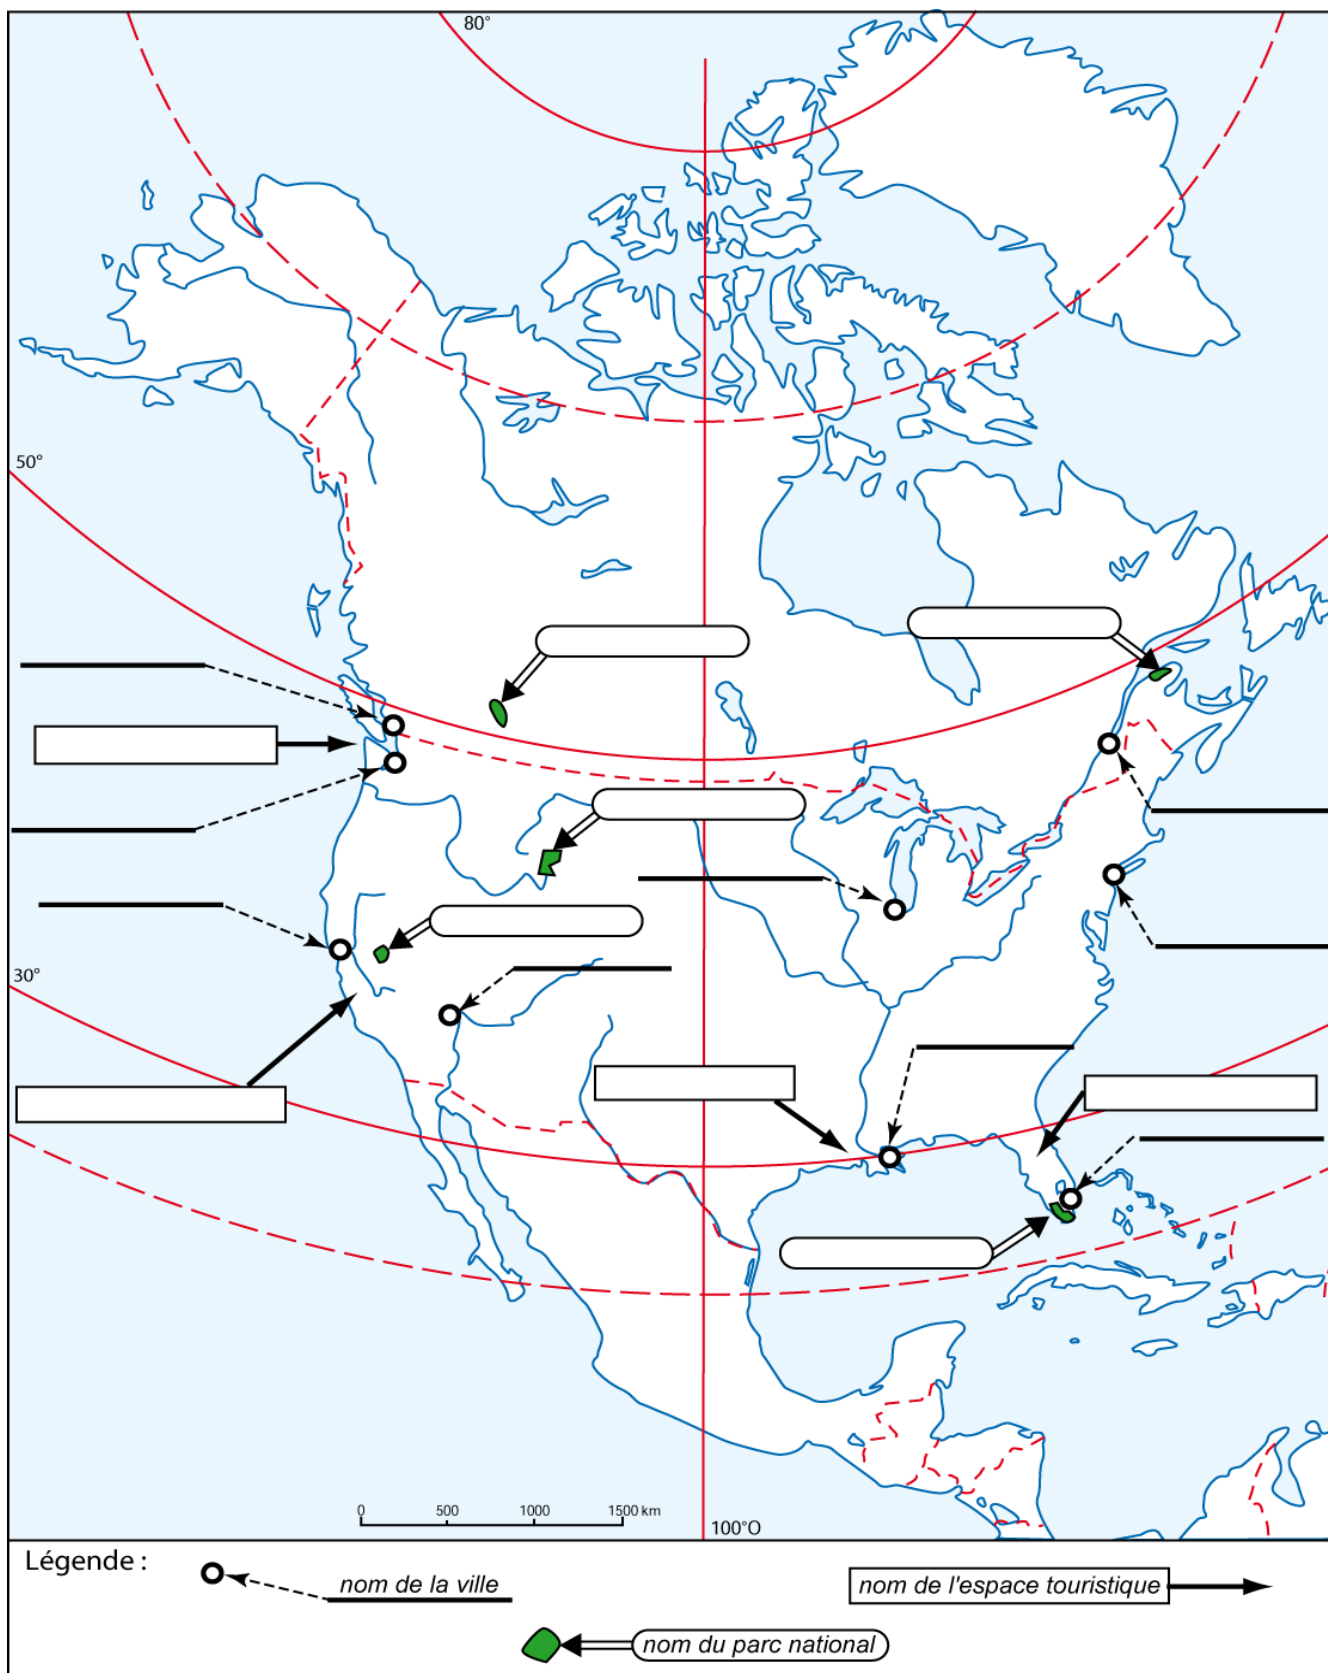 80°
50°
30°
0 500 1000 1500 km
100°O
Légende :
nom de la ville
nom de l'espace touristique
nom du parc national